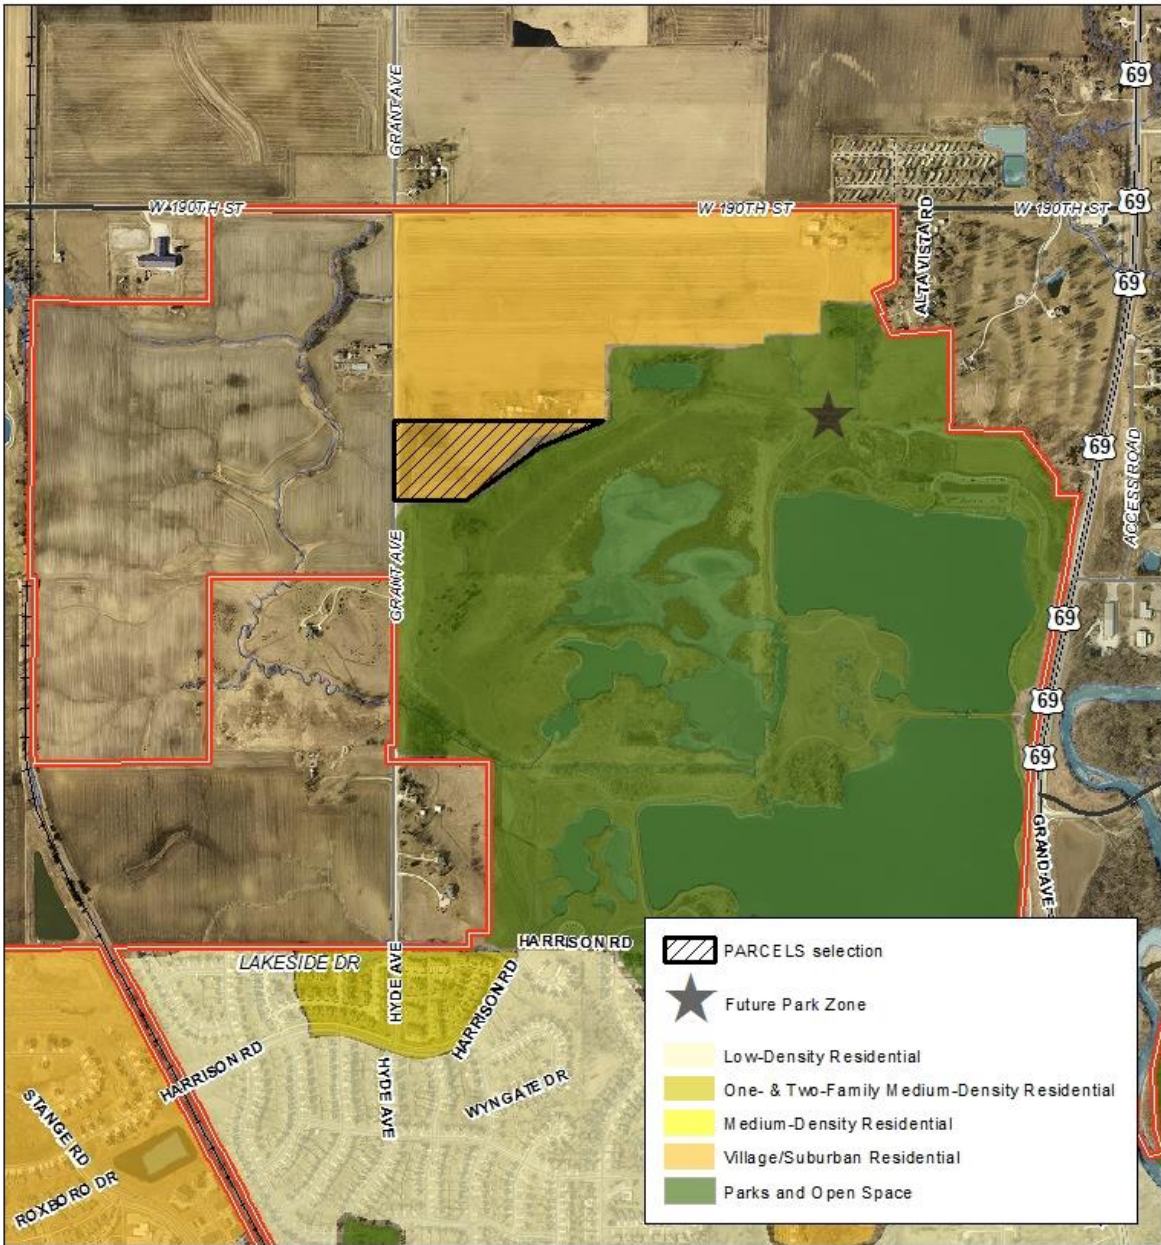 69
GRANT AVE
W 190TH ST
W 190TH ST
W 190TH ST
69
ALTA VISTA RD
69
69
ACCESS ROAD
GRANT AVE
69
69
69
GRAND AVE
HARRISON RD
LAKESIDE DR
HYDE AVE
HARRISON RD
HARRISON RD
HYDE AVE
WYNGATE DR
STANGE RD
ROXBORO DR
PARCELS selection
Future Park Zone
Low-Density Residential
One- & Two-Family Medium-Density Residential
Medium-Density Residential
Village/Suburban Residential
Parks and Open Space